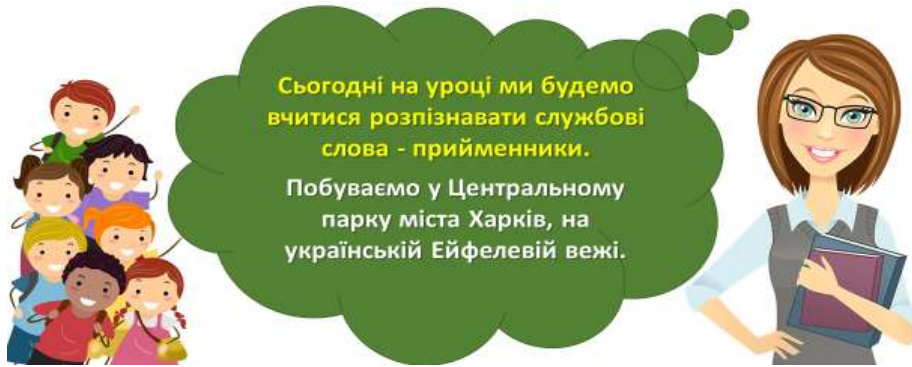 Сьогодні на уроці ми будемо
вчитися розпізнавати службові
слова - прийменники.
Побуваємо у Центральному
парку міста Харків, на
українській Ейфелевій вежі.